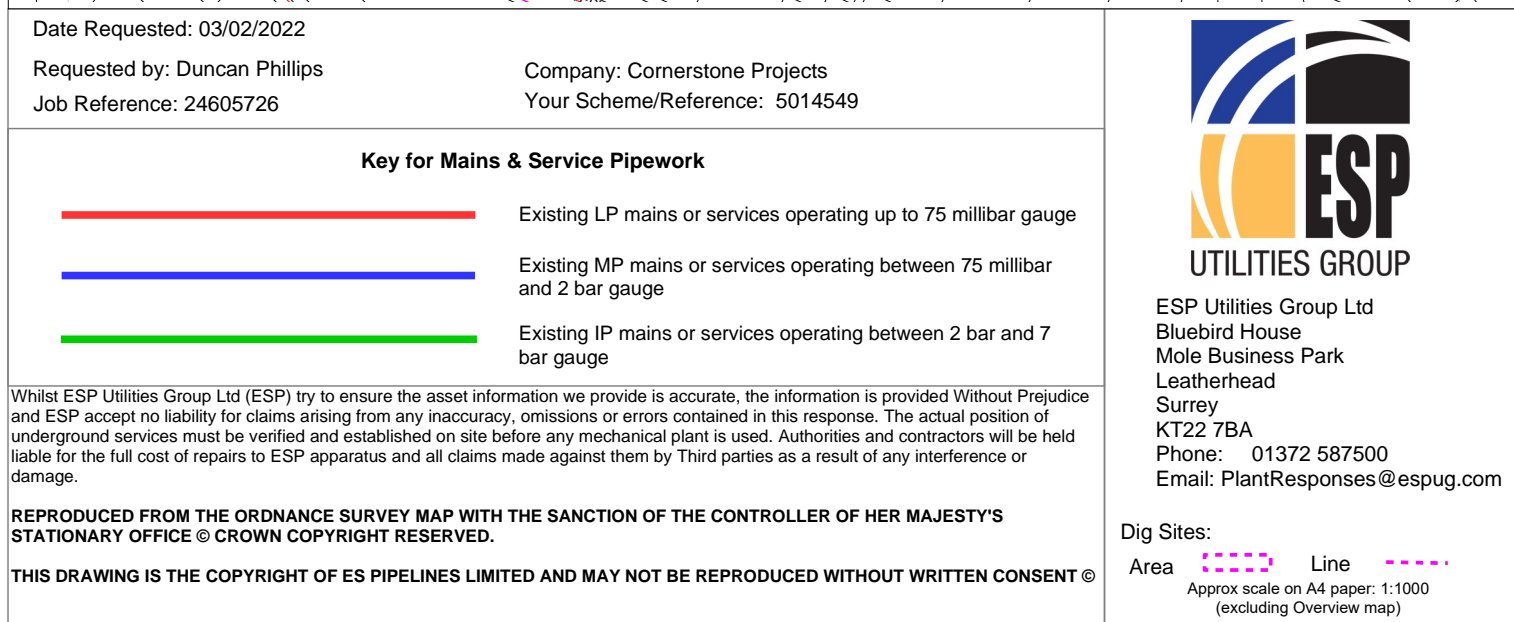 Date Requested: 03/02/2022
Requested by: Duncan Phillips
Company: Cornerstone Projects
Job Reference: 24605726
Your Scheme/Reference: 5014549
Key for Mains & Service Pipework
Existing LP mains or services operating up to 75 millibar gauge
Existing MP mains or services operating between 75 millibar
and 2 bar gauge
Existing IP mains or services operating between 2 bar and 7
bar gauge
Whilst ESP Utilities Group Ltd (ESP) try to ensure the asset information we provide is accurate, the information is provided Without Prejudice
and ESP accept no liability for claims arising from any inaccuracy, omissions or errors contained in this response. The actual position of
underground services must be verified and established on site before any mechanical plant is used. Authorities and contractors will be held
liable for the full cost of repairs to ESP apparatus and all claims made against them by Third parties as a result of any interference or
damage.
REPRODUCED FROM THE ORDNANCE SURVEY MAP WITH THE SANCTION OF THE CONTROLLER OF HER MAJESTY'S
STATIONARY OFFICE © CROWN COPYRIGHT RESERVED.
THIS DRAWING IS THE COPYRIGHT OF ES PIPELINES LIMITED AND MAY NOT BE REPRODUCED WITHOUT WRITTEN CONSENT ©
ESP
UTILITIES GROUP
ESP Utilities Group Ltd
Bluebird House
Mole Business Park
Leatherhead
Surrey
KT22 7BA
Phone: 01372 587500
Email: PlantResponses@espug.com
Dig Sites:
Area Line
Approx scale on A4 paper: 1:1000
(excluding Overview map)